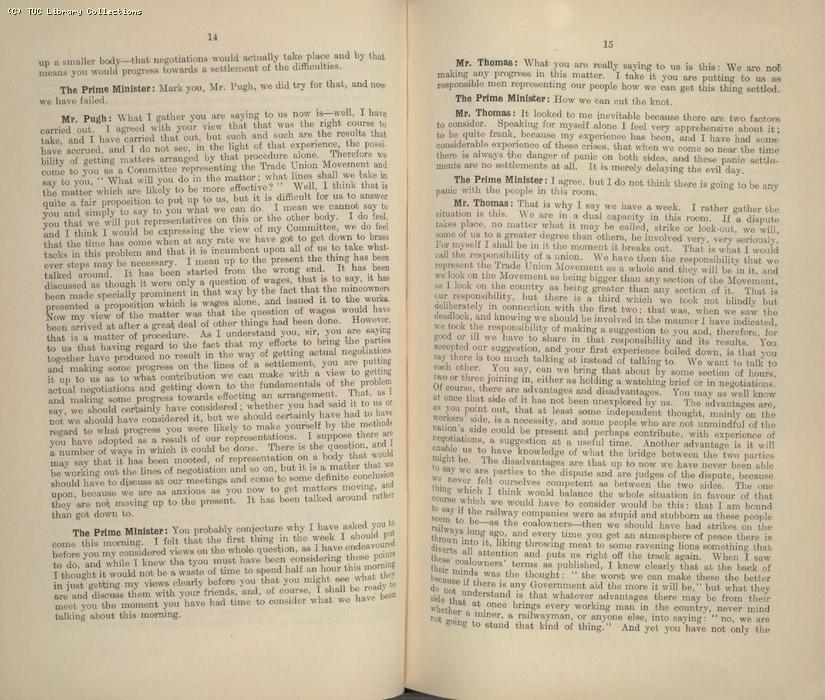 (C) TUC Library Collections
14
up a smaller body—that negotiations would actually take place and by that
means you would progress towards a settlement of the difficulties.
The Prime Minister: Mark you, Mr. Pugh, we did try for that, and now
we have failed.
Mr. Pugh: What I gather you are saying to us now is—well, I have
carried out. I agreed with your view that that was the right course to
take, and I have carried that out, but such and such are the results that
have accrued, and I do not see, in the light of that experience, the possi-
bility of getting matters arranged by that procedure alone. Therefore we
come to you as a Committee representing the Trade Union Movement and
say to you, " What will you do in the matter; what lines shall we take in
the matter which are likely to be more effective? " Well, I think that is
quite a fair proposition to put up to us, but it is difficult for us to answer
you and simply to say to you what we can do. I mean we cannot say to
you that we will put representatives on this or the other body. I do feel,
and I think I would be expressing the view of my Committee, we do feel
that the time has come when at any rate we have got to get down to brass
tacks in this problem and that it is incumbent upon all of us to take what-
ever steps may be necessary. I mean up to the present the thing has been
talked around. It has been started from the wrong end. It has been
discussed as though it were only a question of wages, that is to say, it has
been made specially prominent in that way by the fact that the mineowners
presented a proposition which is wages alone, and issued it to the works.
Now my view of the matter was that the question of wages would have
been arrived at after a great deal of other things had been done. However,
that is a matter of procedure. As I understand you, sir, you are saying
to us that having regard to the fact that my efforts to bring the parties
together have produced no result in the way of getting actual negotiations
and making some progress on the lines of a settlement, you are putting
it up to us as to what contribution we can make with a view to getting
actual negotiations and getting down to the fundamentals of the problem
and making some progress towards effecting an arrangement. That, as I
say, we should certainly have considered; whether you had said it to us or
not we should have considered it, but we should certainly have had to have
regard to what progress you were likely to make yourself by the methods
you have adopted as a result of our representations. I suppose there are
a number of ways in which it could be done. There is the question, and I
may say that it has been mooted, of representation on a body that would
be working out the lines of negotiation and so on, but it is a matter that we
should have to discuss at our meetings and come to some definite conclusion
upon, because we are as anxious as you now to get matters moving, and
they are not moving up to the present. It has been talked around rather
than got down to.
The Prime Minister: You probably conjecture why I have asked you to
come this morning. I felt that the first thing in the week I should put
before you my considered views on the whole question, as I have endeavoured
to do, and while I knew tha tyou must have been considering these points
I thought it would not be a waste of time to spend half an hour this morning
in just getting my views clearly before you that you might see what they
are and discuss them with your friends, and, of course, I shall be ready to
meet you the moment you have had time to consider what we have been
talking about this morning.
15
Mr. Thomas: What you are really saying to us is this: We are not
making any progress in this matter. I take it you are putting to us as
responsible men representing our people how we can get this thing settled.
The Prime Minister: How we can cut the knot.
Mr. Thomas: It looked to me inevitable because there are two factors
to consider. Speaking for myself alone I feel very apprehensive about it;
to be quite frank, because my experience has been, and I have had some
considerable experience of these crises, that when we come so near the time
there is always the danger of panic on both sides, and these panic settle-
ments are no settlements at all. It is merely delaying the evil day.
The Prime Minister: I agree, but I do not think there is going to be any
panic with the people in this room.
Mr. Thomas: That is why I say we have a week. I rather gather the
situation is this. We are in a dual capacity in this room. If a dispute
takes place, no matter what it may be called, strike or lock-out, we will,
some of us to a greater degree than others, be involved very, very seriously.
For myself I shall be in it the moment it breaks out. That is what I would
call the responsibility of a union. We have then the responsibility that we
represent the Trade Union Movement as a whole and they will be in it, and
we look on the Movement as being bigger than any section of the Movement,
as I look on the country as being greater than any section of it. That is
our responsibility, but there is a third which we took not blindly but
deliberately in connection with the first two: that was, when we saw the
deadlock, and knowing we should be involved in the manner I have indicated,
we took the responsibility of making a suggestion to you and, therefore, for
good or ill we have to share in that responsibility and its results. You
accepted our suggestion, and your first experience boiled down, is that you
say there is too much talking at instead of talking to. We want to talk to
each other. You say, can we bring that about by some section of hours,
two or three joining in, either as holding a watching brief or in negotiations.
Of course, there are advantages and disadvantages. You may as well know
at once that side of it has not been unexplored by us. The advantages are,
as you point out, that at least some independent thought, mainly on the
workers' side, is a necessity, and some people who are not unmindful of the
nation's side could be present and perhaps contribute, with experience of
negotiations, a suggestion at a useful time. Another advantage is it will
enable us to have knowledge of what the bridge between the two parties
might be. The disadvantages are that up to now we have never been able
to say we are parties to the dispute and are judges of the dispute, because
we never felt ourselves competent as between the two sides. The one
thing which I think would balance the whole situation in favour of that
course which we would have to consider would be this: that I am bound
to say if the railway companies were as stupid and stubborn as these people
seem to be—as the coalowners—then we should have had strikes on the
railways long ago, and every time you get an atmosphere of peace there is
thrown into it, liking throwing meat to some ravening lions something that
diverts all attention and puts us right off the track again. When I saw
these coalowners' terms as published, I knew clearly that at the back of
their minds was the thought: " the worst we can make these the better
because if there is any Government aid the more it will be," but what they
do not understand is that whatever advantages there may be from their
side that at once brings every working man in the country, never mind
whether a miner, a railwayman, or anyone else, into saying: " no, we are
not going to stand that kind of thing." And yet you have not only the